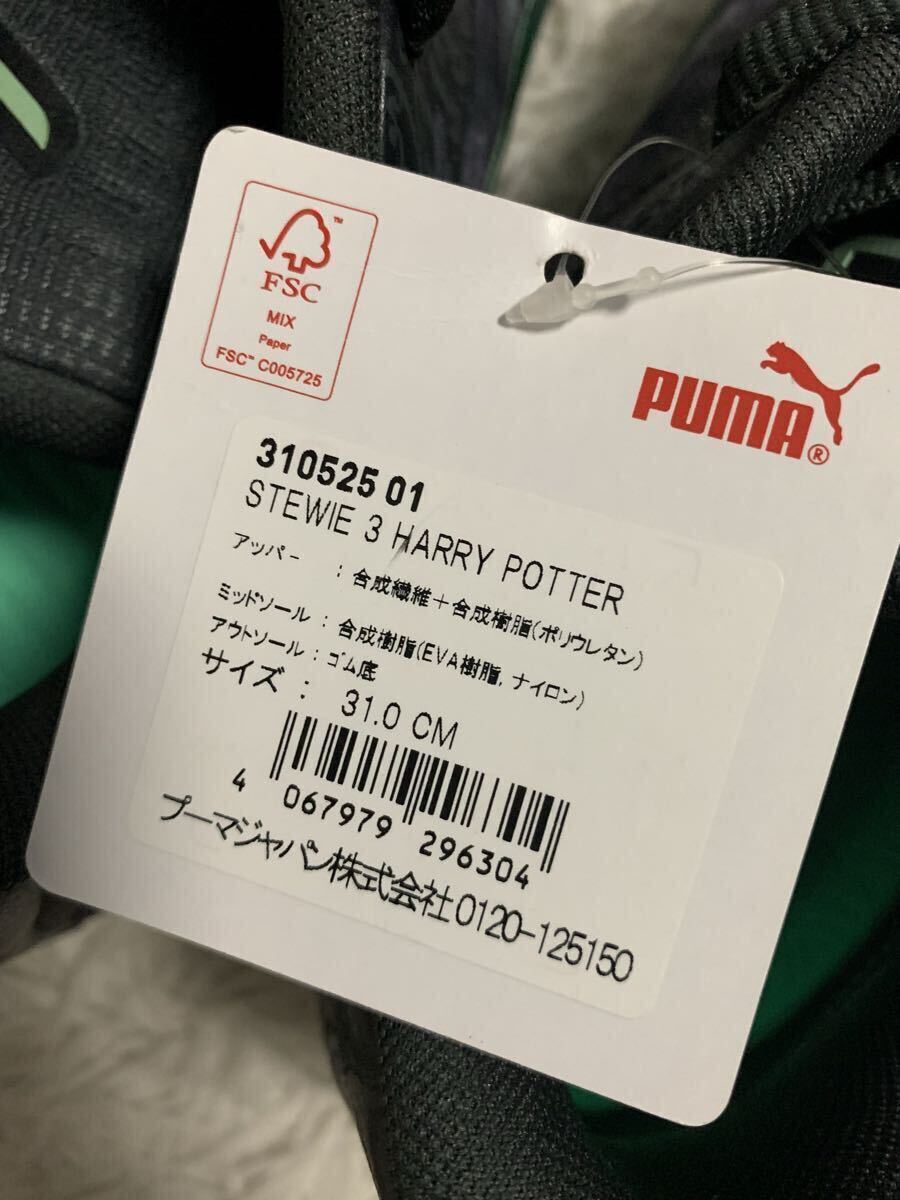 FSC
MIX
Paper
FSC™ C005725
PUMA®
310525 01
STEWIE 3 HARRY POTTER
アッパー : 合成繊維+合成樹脂(ポリウレタン)
ミッドソール : 合成樹脂(EVA樹脂, ナイロン)
アウトソール : ゴム底
サイズ : 31.0 CM
4 067979 296304
プーマジャパン株式会社0120-125150